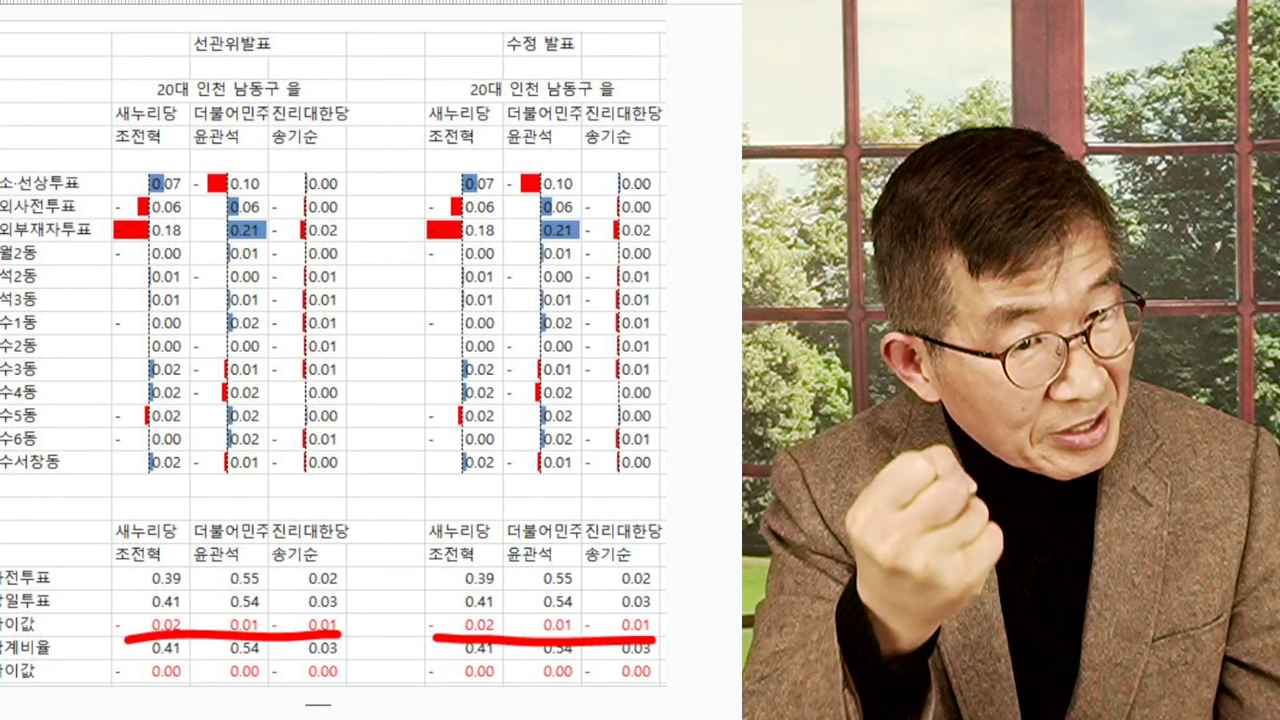 선관위발표 수정 발표
20대 인천 남동구 을 20대 인천 남동구 을
새누리당 더불어민주 진리대한당 새누리당 더불어민주 진리대한당
조전혁 윤관석 송기순 조전혁 윤관석 송기순
소·선상투표 0.07 - 0.10 0.00 0.07 - 0.10 0.00
외사전투표 - 0.06 0.06 - 0.00 - 0.06 0.06 - 0.00
외부재자투표 - 0.18 0.21 - 0.02 - 0.18 0.21 - 0.02
월2동 - 0.00 0.01 - 0.00 - 0.00 0.01 - 0.00
석2동 0.01 - 0.00 - 0.01 0.01 - 0.00 - 0.01
석3동 0.01 0.01 - 0.01 0.01 0.01 - 0.01
수1동 - 0.00 0.02 - 0.01 - 0.00 0.02 - 0.01
수2동 0.00 - 0.00 - 0.00 0.00 - 0.00 - 0.00
수3동 0.02 - 0.01 - 0.01 0.02 - 0.01 - 0.01
수4동 0.02 - 0.02 0.00 0.02 - 0.02 0.00
수5동 - 0.02 0.02 - 0.00 - 0.02 0.02 - 0.00
수6동 - 0.00 0.02 - 0.01 - 0.00 0.02 - 0.01
수서창동 0.02 - 0.01 - 0.00 0.02 - 0.01 - 0.00
새누리당 더불어민주 진리대한당 새누리당 더불어민주 진리대한당
조전혁 윤관석 송기순 조전혁 윤관석 송기순
전투표 0.39 0.55 0.02 0.39 0.55 0.02
일투표 0.41 0.54 0.03 0.41 0.54 0.03
이값 - 0.02 0.01 - 0.01 - 0.02 0.01 - 0.01
계비율 0.41 0.54 0.03 0.41 0.54 0.03
이값 - 0.00 0.00 - 0.00 - 0.00 0.00 - 0.00